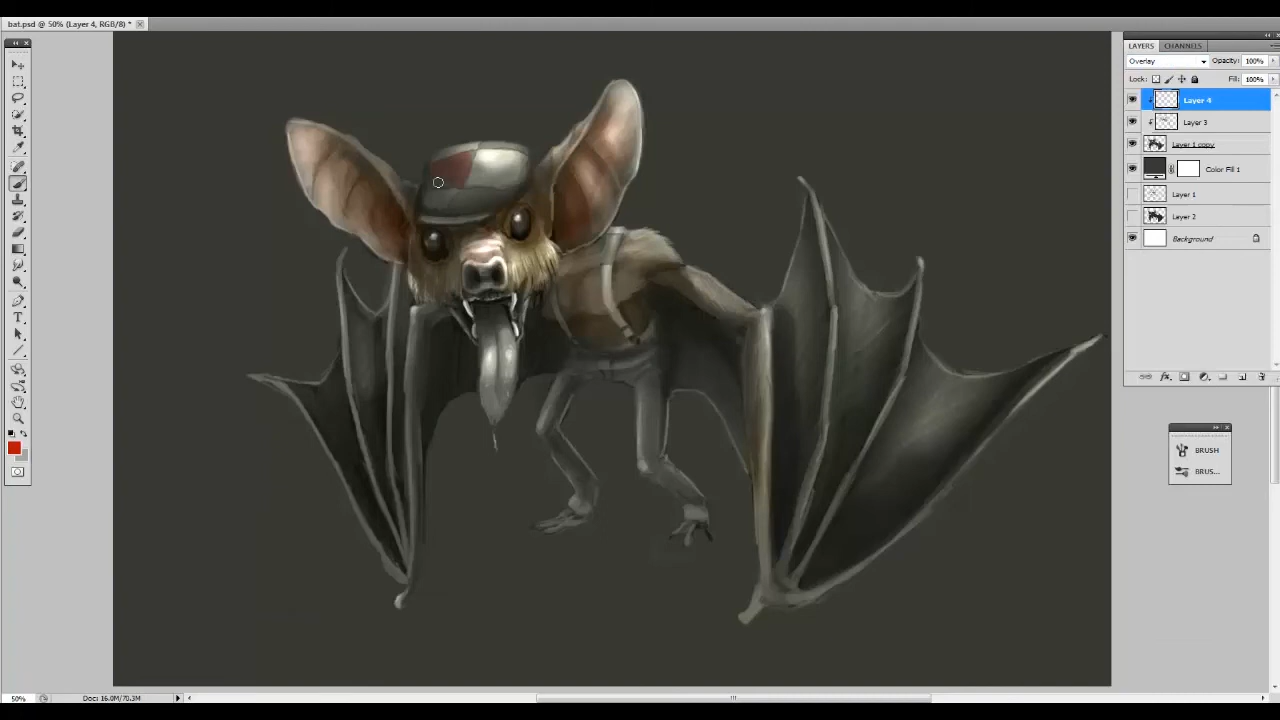 bat.psd @ 50% (Layer 4, RGB/8) *
LAYERS CHANNELS
Overlay Opacity: 100%
Lock: Fill: 100%
Layer 4
Layer 3
Layer 1 copy
Color Fill 1
Layer 1
Layer 2
Background
BRUSH
BRUS...
50% Doc: 16.0M/70.3M